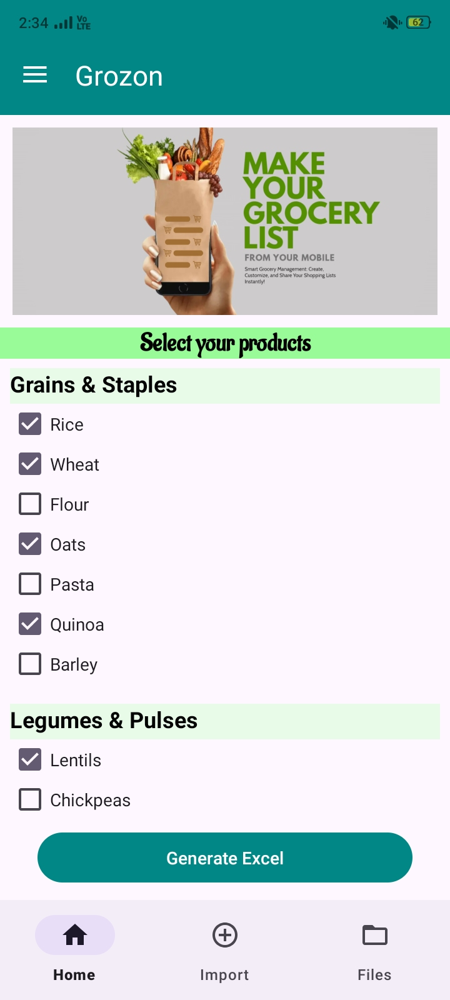 2:34 Vo LTE 62
Grozon
MAKE
YOUR
GROCERY
LIST
FROM YOUR MOBILE
Smart Grocery Management: Create,
Customize, and Share Your Shopping Lists
Instantly!
Select your products
Grains & Staples
Rice
Wheat
Flour
Oats
Pasta
Quinoa
Barley
Legumes & Pulses
Lentils
Chickpeas
Generate Excel
Home Import Files